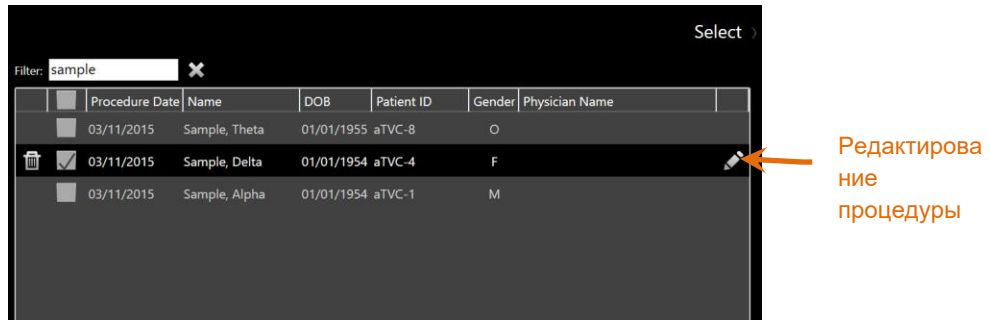 Select
Filter: sample
Procedure Date Name DOB Patient ID Gender Physician Name
03/11/2015 Sample, Theta 01/01/1955 aTVC-8 O
03/11/2015 Sample, Delta 01/01/1954 aTVC-4 F
03/11/2015 Sample, Alpha 01/01/1954 aTVC-1 M
Редактирова
ние
процедуры